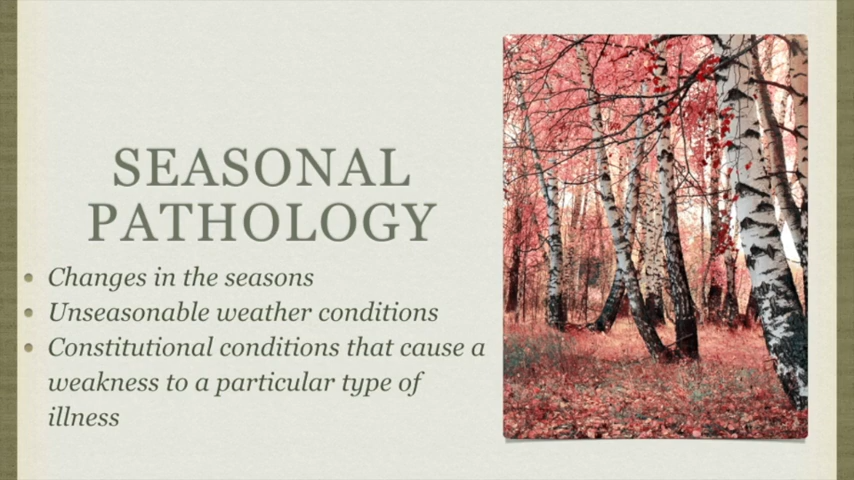 SEASONAL
PATHOLOGY
• Changes in the seasons
• Unseasonable weather conditions
• Constitutional conditions that cause a
weakness to a particular type of
illness